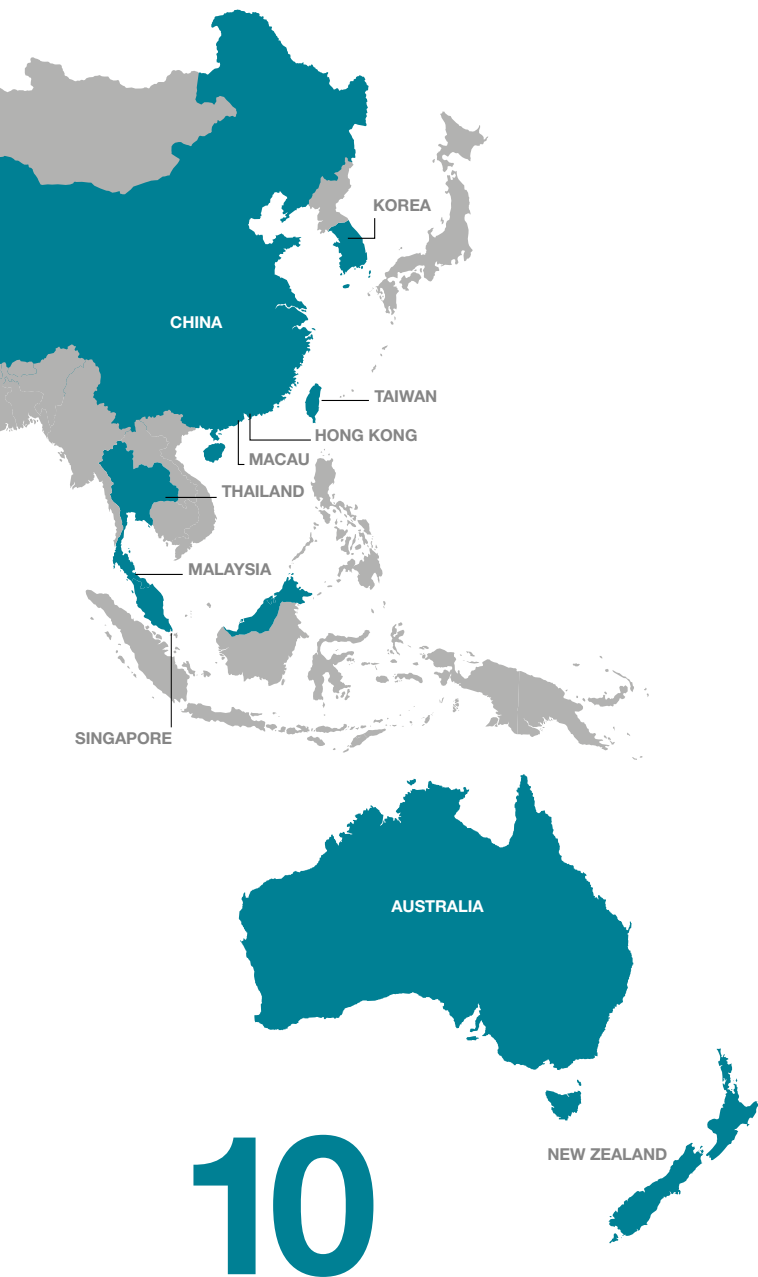 KOREA
CHINA
TAIWAN
HONG KONG
MACAU
THAILAND
MALAYSIA
SINGAPORE
AUSTRALIA
NEW ZEALAND
10